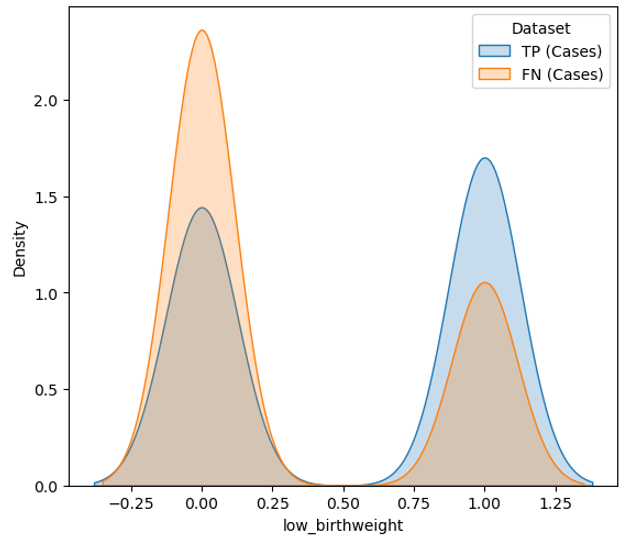 Dataset
TP (Cases)
FN (Cases)
2.0
1.5
1.0
0.5
0.0
Density
−0.25 0.00 0.25 0.50 0.75 1.00 1.25
low_birthweight